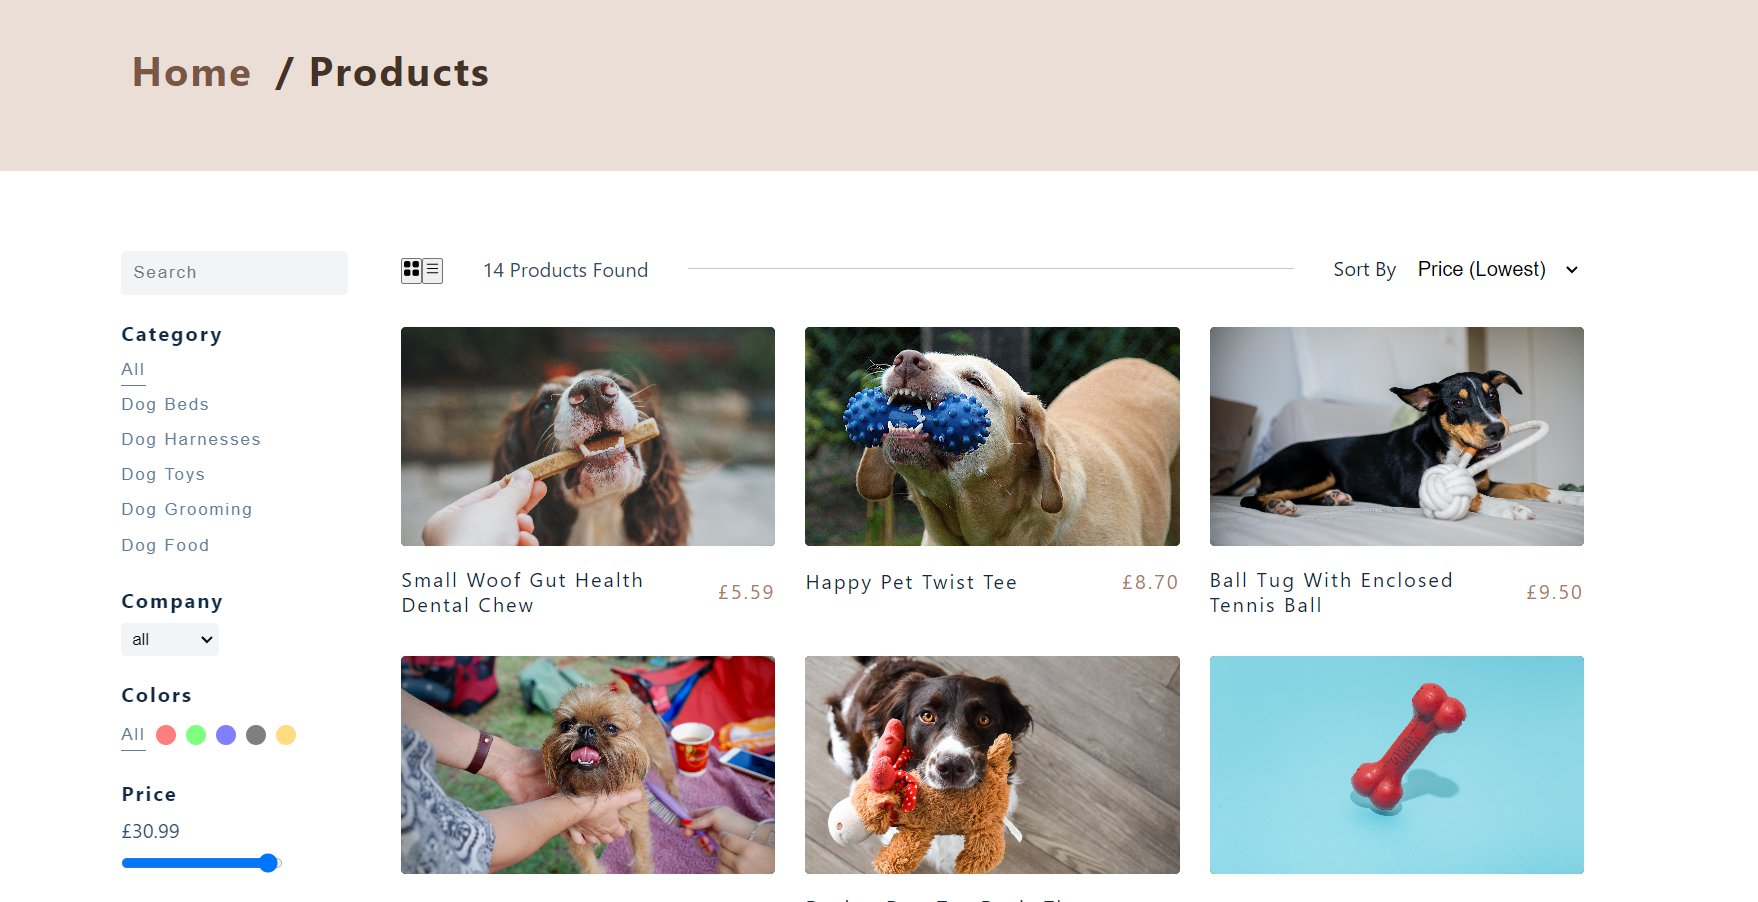 Home / Products
Search
14 Products Found
Sort By Price (Lowest)
Category
All
Dog Beds
Dog Harnesses
Dog Toys
Dog Grooming
Dog Food
Company
all
Colors
All
Price
£30.99
Small Woof Gut Health
Dental Chew
£5.59
Happy Pet Twist Tee
£8.70
Ball Tug With Enclosed
Tennis Ball
£9.50